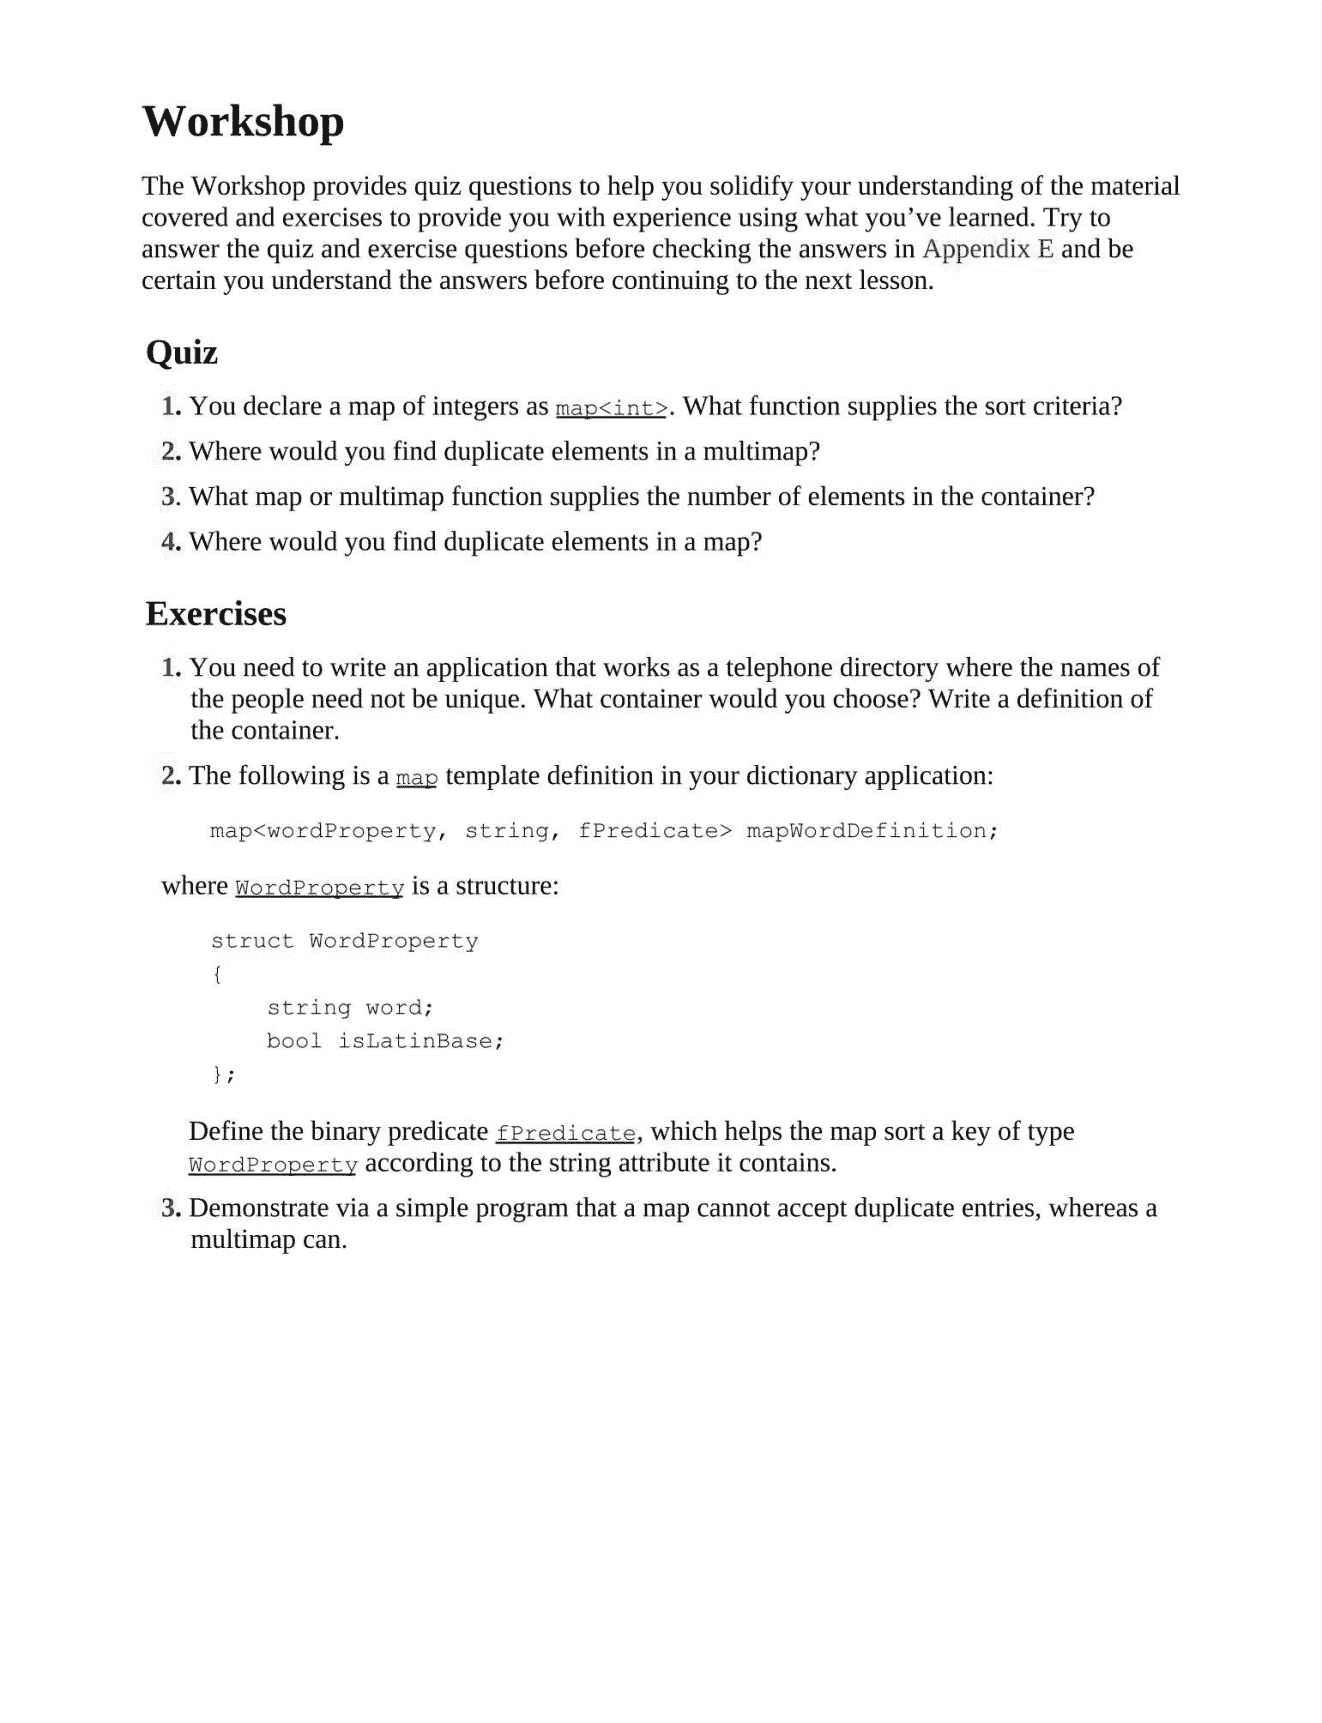 Workshop
The Workshop provides quiz questions to help you solidify your understanding of the material
covered and exercises to provide you with experience using what you’ve learned. Try to
answer the quiz and exercise questions before checking the answers in Appendix E and be
certain you understand the answers before continuing to the next lesson.
Quiz
1. You declare a map of integers as map<int>. What function supplies the sort criteria?
2. Where would you find duplicate elements in a multimap?
3. What map or multimap function supplies the number of elements in the container?
4. Where would you find duplicate elements in a map?
Exercises
1. You need to write an application that works as a telephone directory where the names of
the people need not be unique. What container would you choose? Write a definition of
the container.
2. The following is a map template definition in your dictionary application:
map<wordProperty, string, fPredicate> mapWordDefinition;
where WordProperty is a structure:
struct WordProperty
{
string word;
bool isLatinBase;
};
Define the binary predicate fPredicate, which helps the map sort a key of type
WordProperty according to the string attribute it contains.
3. Demonstrate via a simple program that a map cannot accept duplicate entries, whereas a
multimap can.